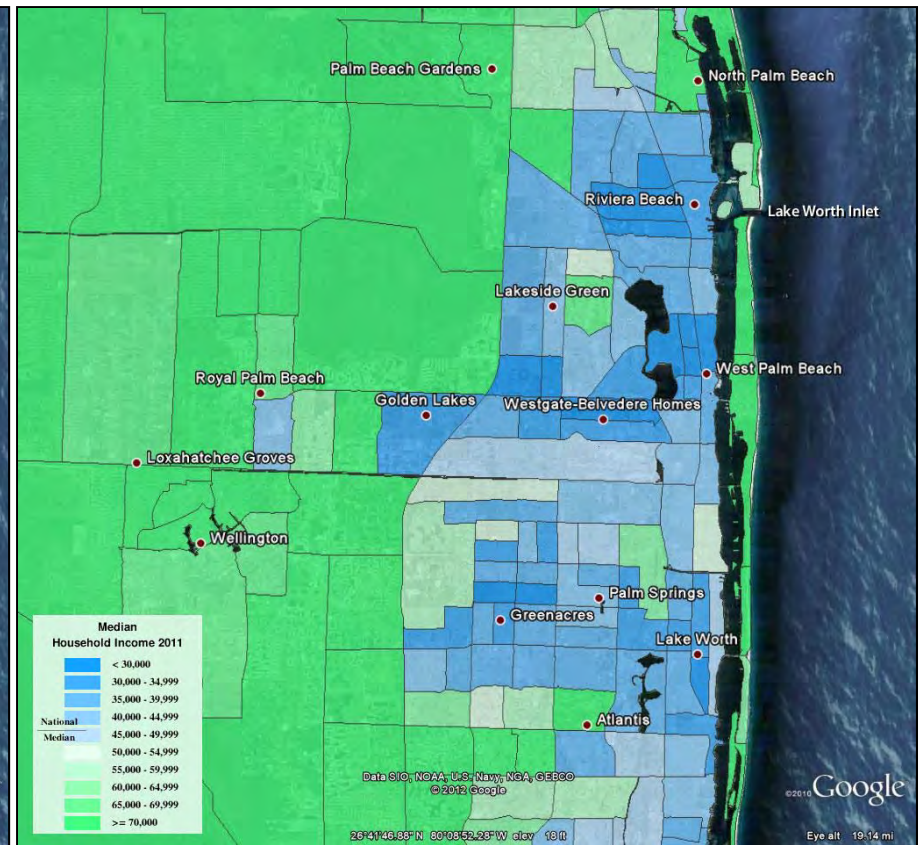 Palm Beach Gardens
North Palm Beach
Riviera Beach
Lake Worth Inlet
Lakeside Green
West Palm Beach
Royal Palm Beach
Golden Lakes
Westgate-Belvedere Homes
Loxahatchee Groves
Wellington
Palm Springs
Greenacres
Lake Worth
Atlantis
Median
Household Income 2011
< 30,000
30,000 - 34,999
35,000 - 39,999
40,000 - 44,999
National
Median
45,000 - 49,999
50,000 - 54,999
55,000 - 59,999
60,000 - 64,999
65,000 - 69,999
>= 70,000
Data SIO, NOAA, U.S. Navy, NGA, GEBCO
© 2012 Google
©2010 Google
26°41'46.88" N 80°08'52.28" W elev 18 ft
Eye alt 19.14 mi